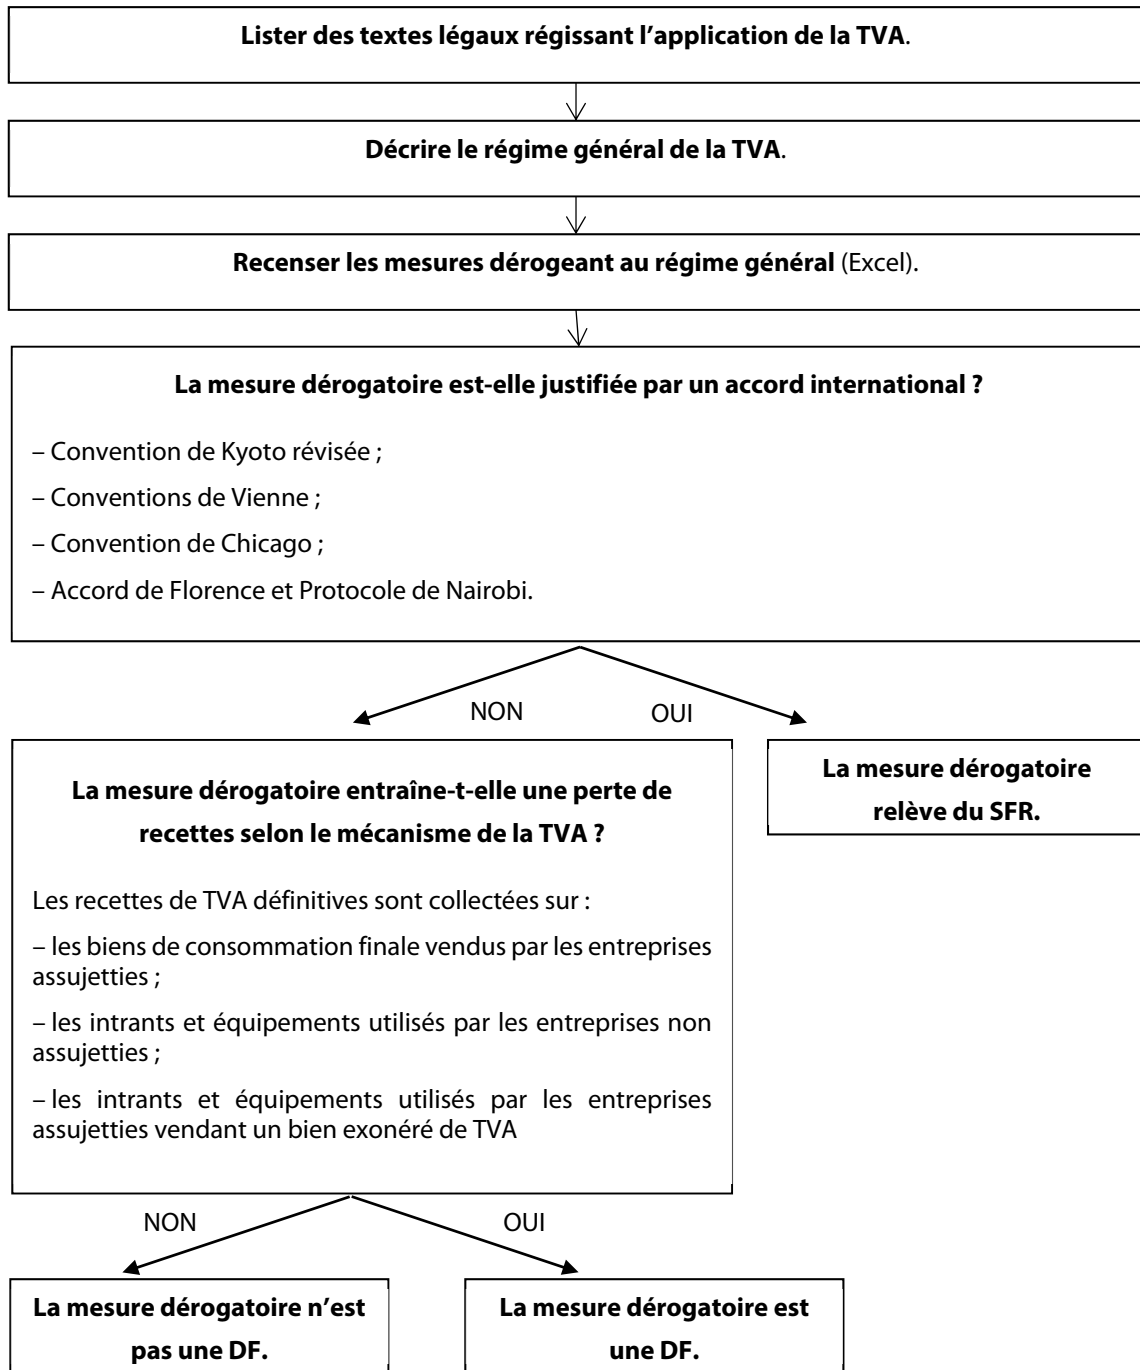 Lister des textes légaux régissant l’application de la TVA.
Décrire le régime général de la TVA.
Recenser les mesures dérogeant au régime général (Excel).
La mesure dérogatoire est-elle justifiée par un accord international ?
– Convention de Kyoto révisée ;
– Conventions de Vienne ;
– Convention de Chicago ;
– Accord de Florence et Protocole de Nairobi.
NON
OUI
La mesure dérogatoire entraîne-t-elle une perte de
recettes selon le mécanisme de la TVA ?
Les recettes de TVA définitives sont collectées sur :
– les biens de consommation finale vendus par les entreprises
assujetties ;
– les intrants et équipements utilisés par les entreprises non
assujetties ;
– les intrants et équipements utilisés par les entreprises
assujetties vendant un bien exonéré de TVA
La mesure dérogatoire
relève du SFR.
NON
OUI
La mesure dérogatoire n’est
pas une DF.
La mesure dérogatoire est
une DF.